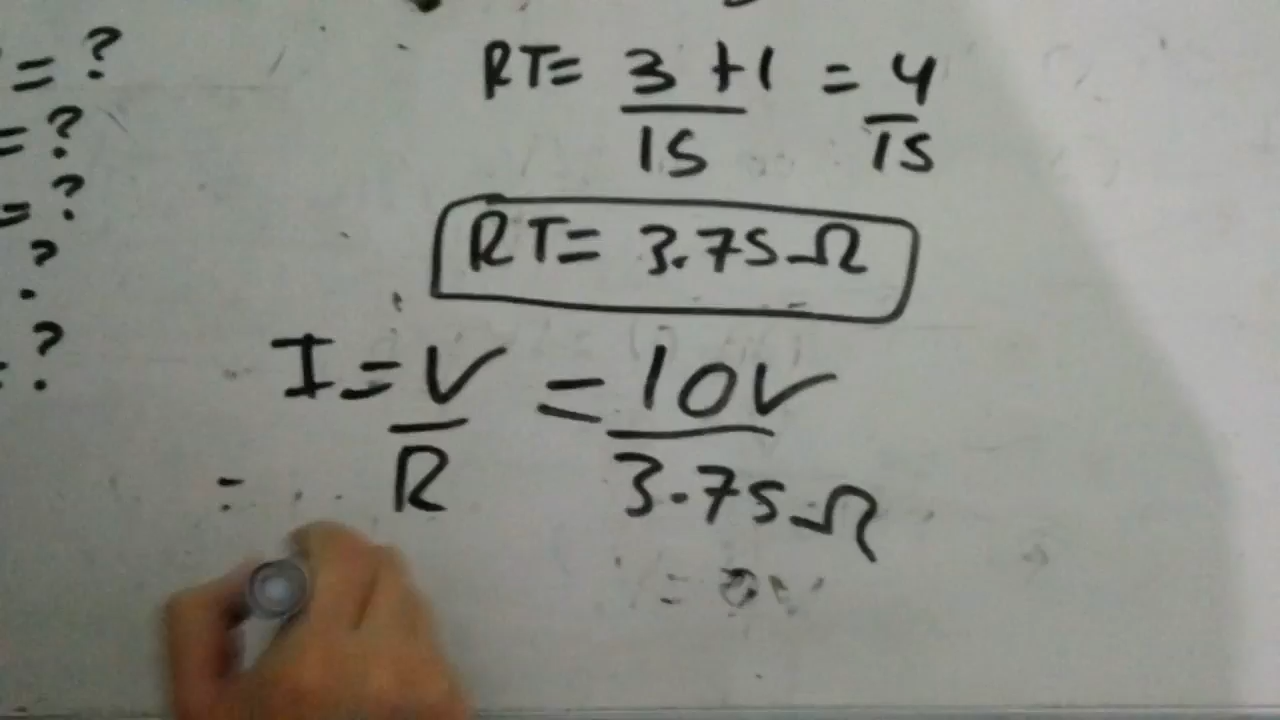 = ?
= ?
= ?
?
: ?
RT= 3 +1 = 4
15 15
RT= 3.75Ω
I = V = 10V
R 3.75Ω
=